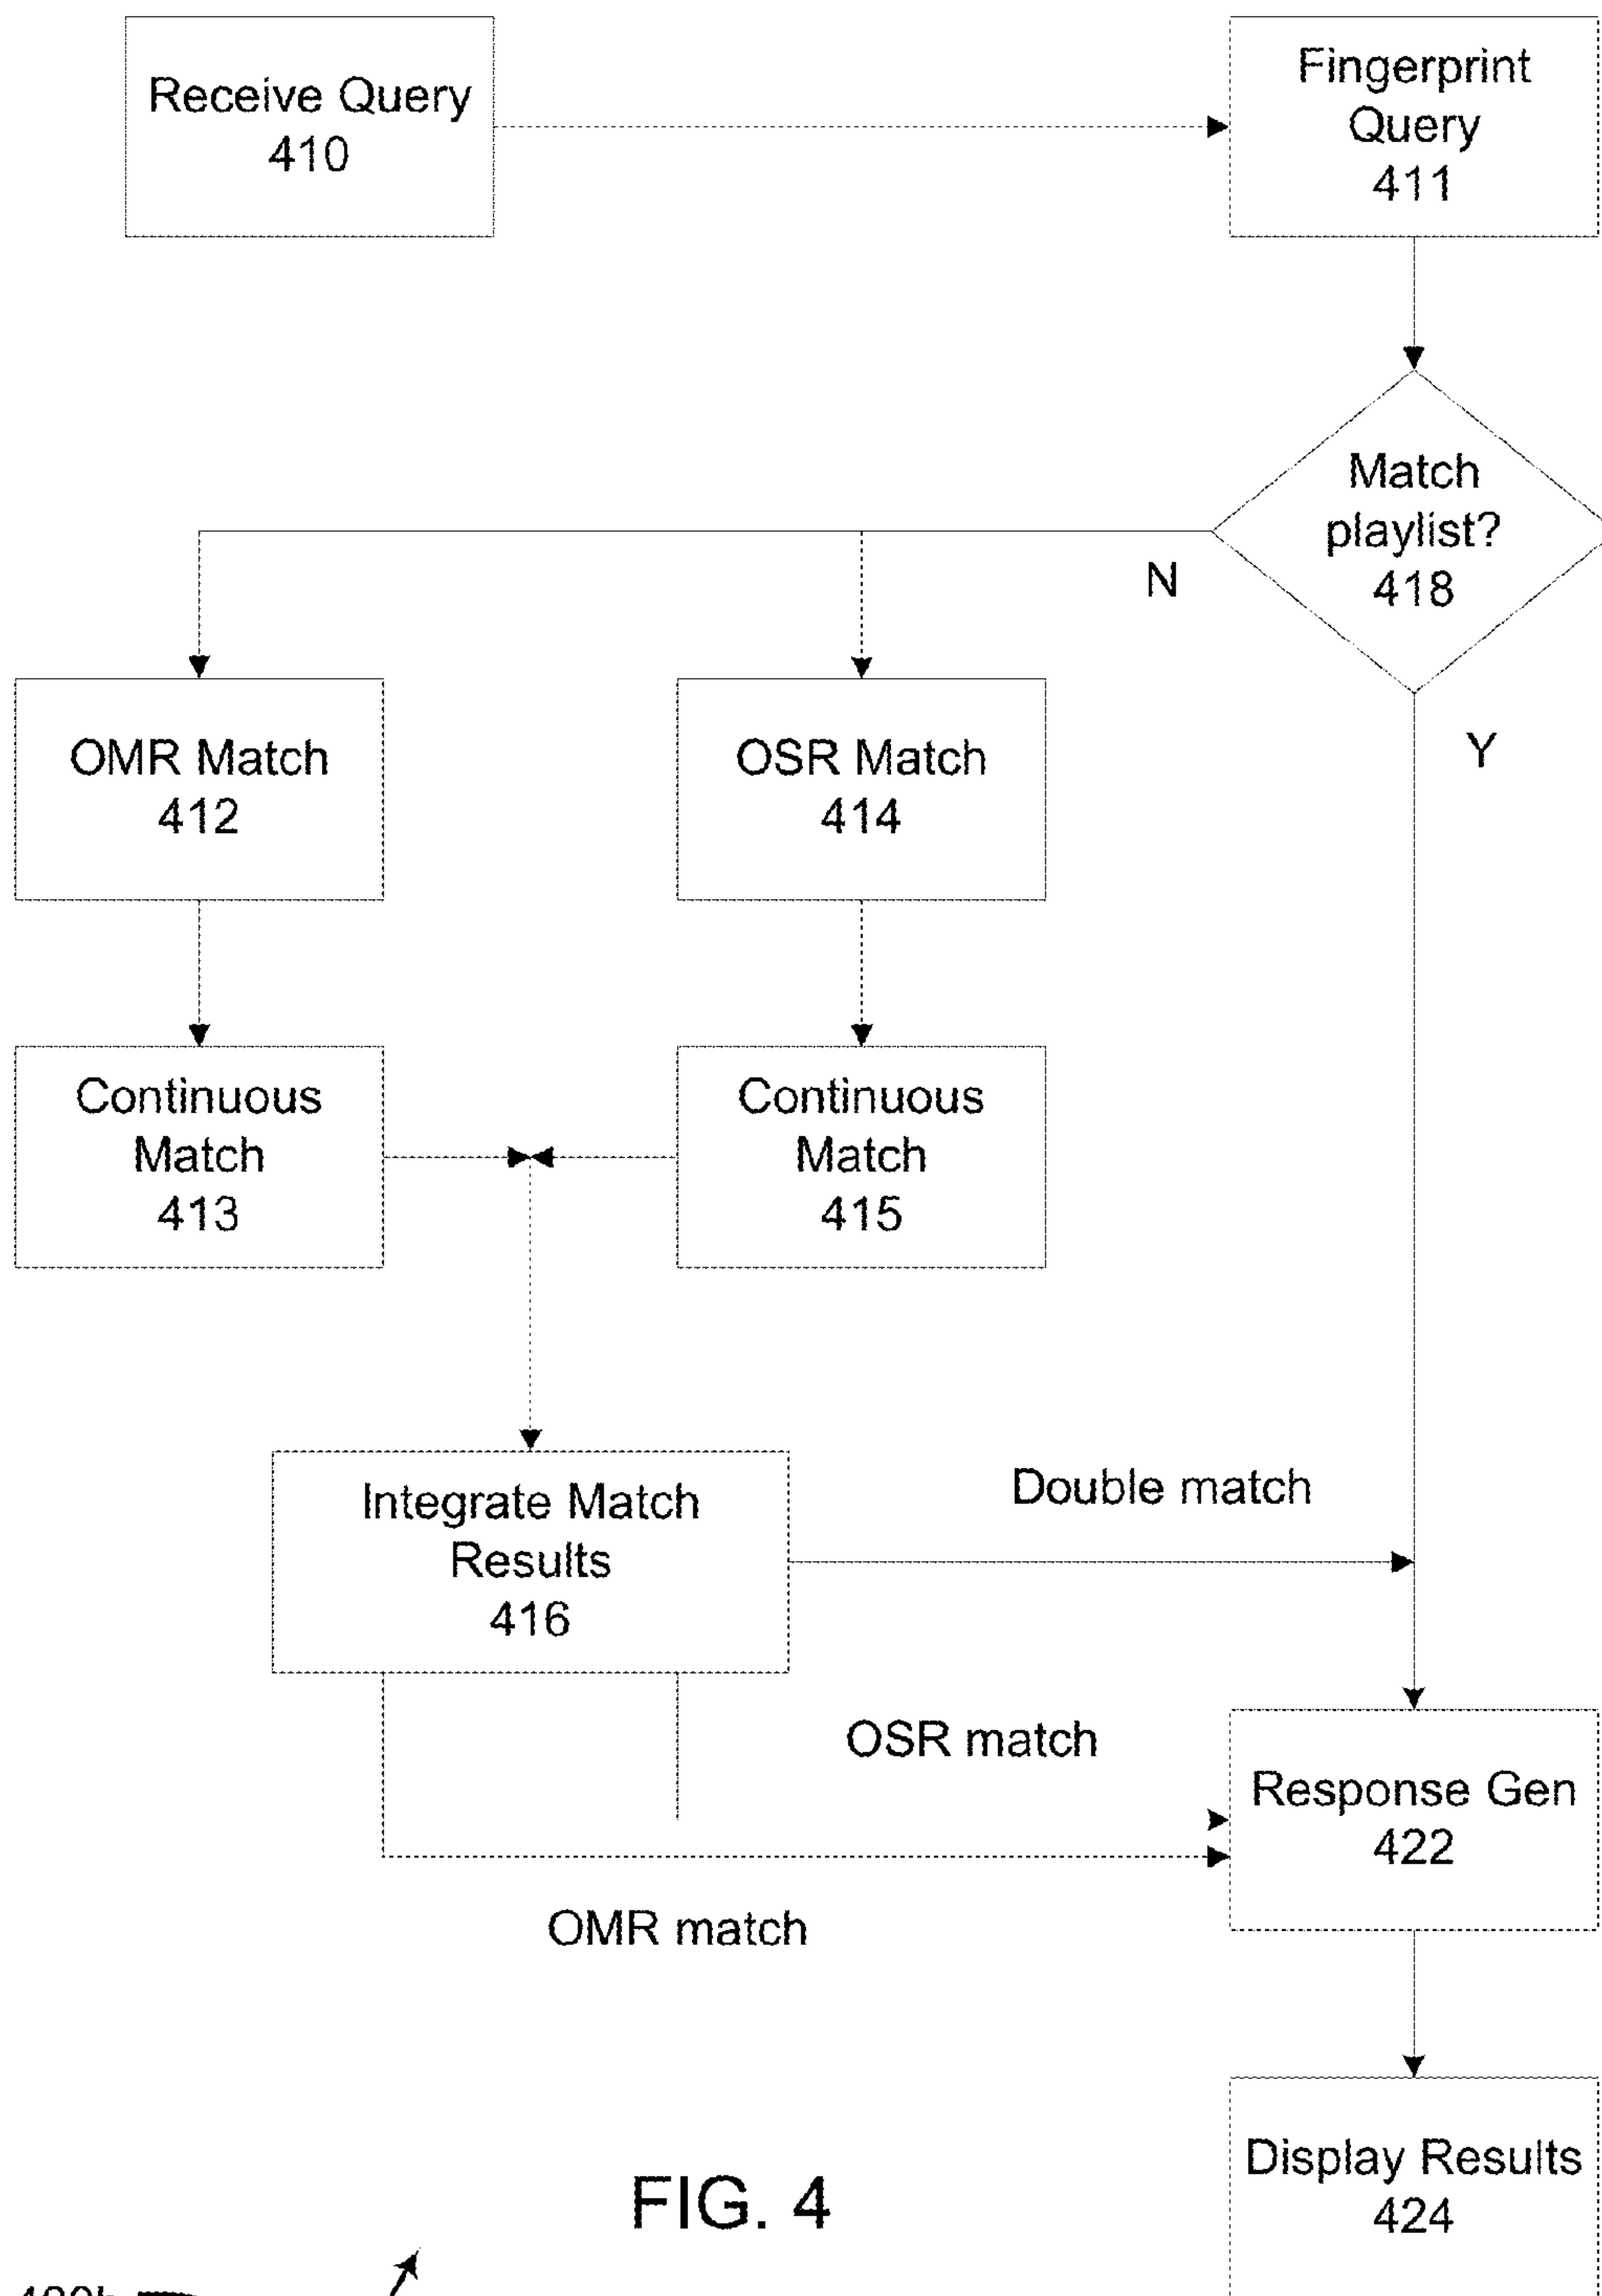 Receive Query
410
Fingerprint
Query
411
Match
playlist?
418
N
Y
OMR Match
412
OSR Match
414
Continuous
Match
413
Continuous
Match
415
Integrate Match
Results
416
Double match
OSR match
Response Gen
422
OMR match
Display Results
424
FIG. 4